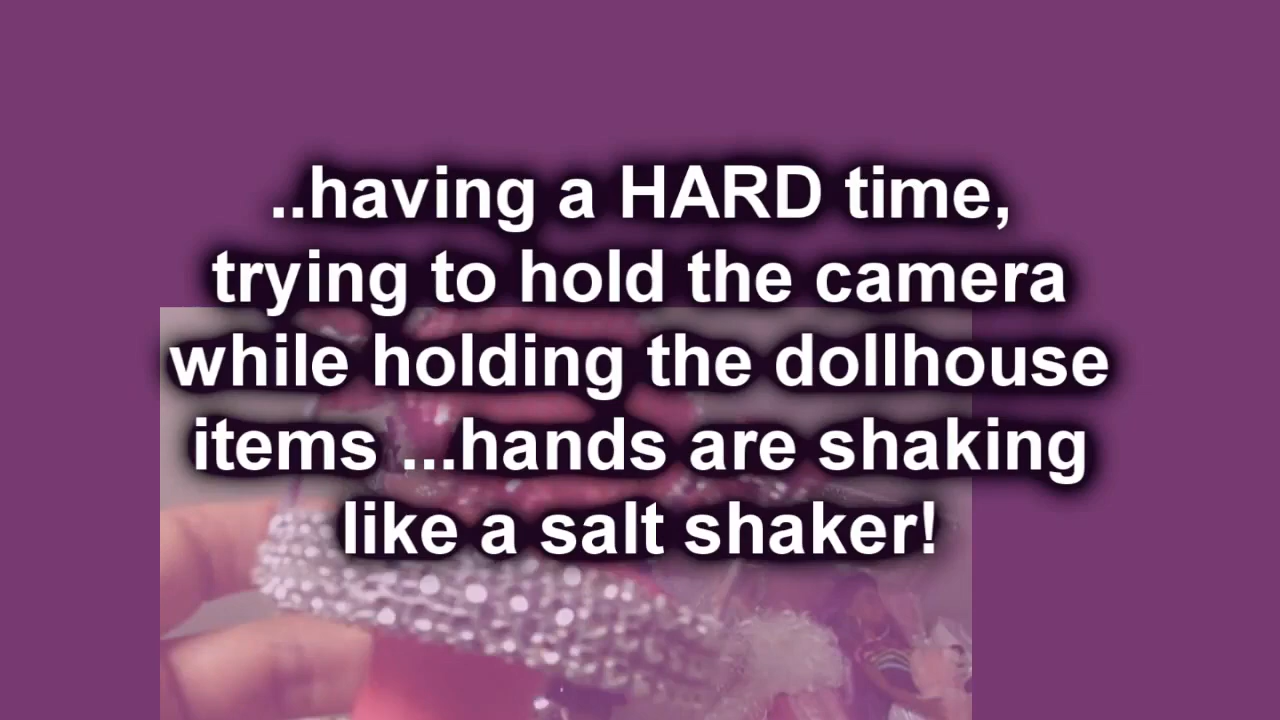 ..having a HARD time,
trying to hold the camera
while holding the dollhouse
items ...hands are shaking
like a salt shaker!